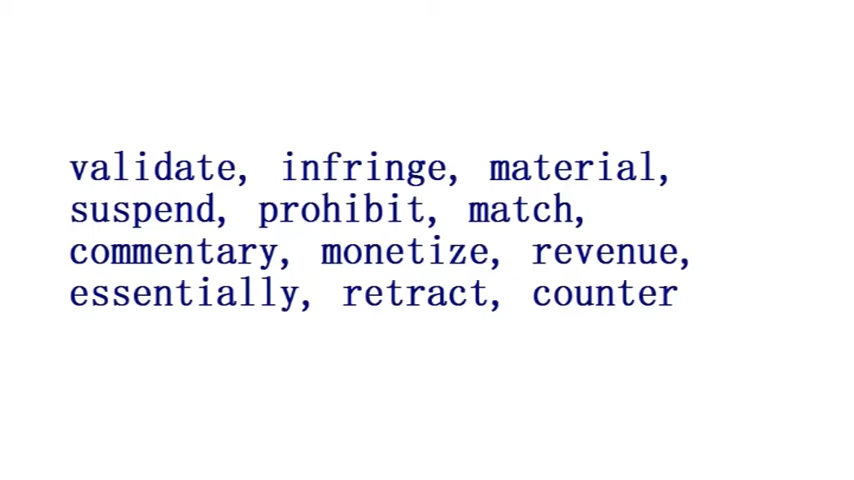 validate, infringe, material,
suspend, prohibit, match,
commentary, monetize, revenue,
essentially, retract, counter